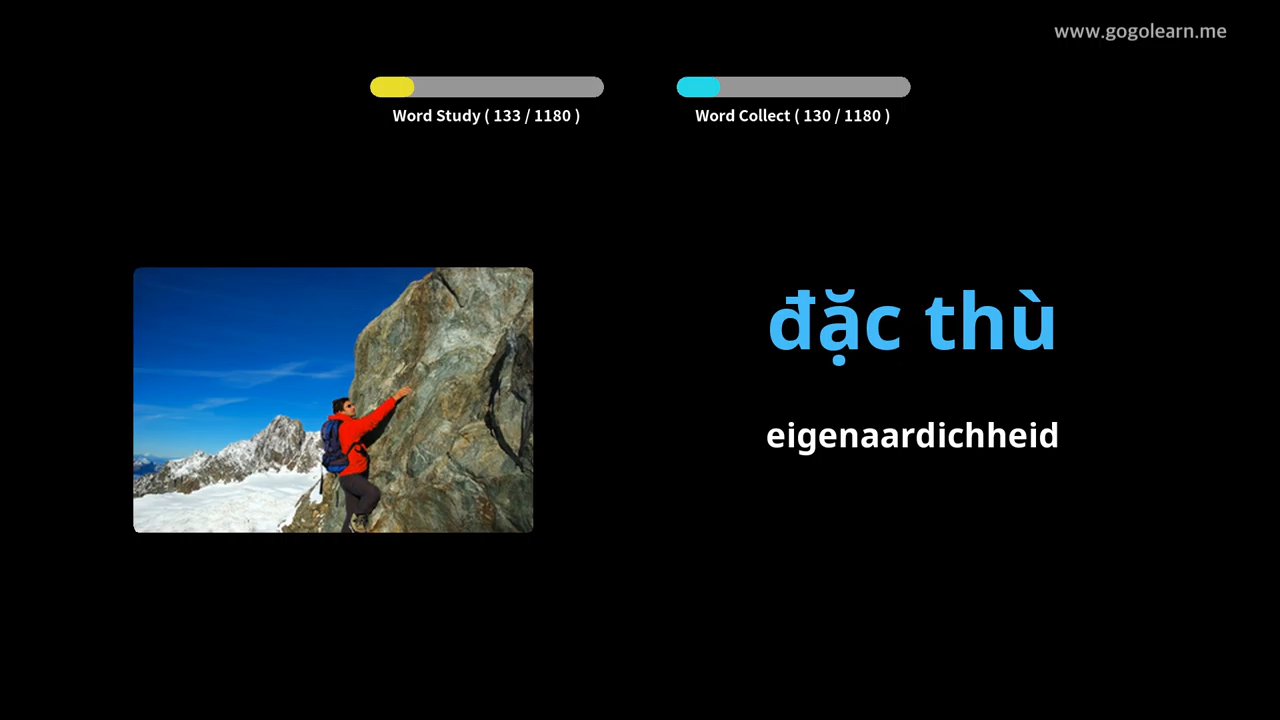 www.gogolearn.me
Word Study ( 133 / 1180 )
Word Collect ( 130 / 1180 )
đặc thù
eigenaardichheid